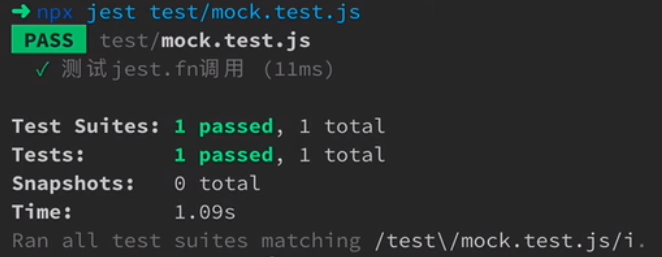 ➜ npx jest test/mock.test.js
PASS test/mock.test.js
✓ 测试jest.fn调用 (11ms)
Test Suites: 1 passed, 1 total
Tests: 1 passed, 1 total
Snapshots: 0 total
Time: 1.09s
Ran all test suites matching /test\/mock.test.js/i.